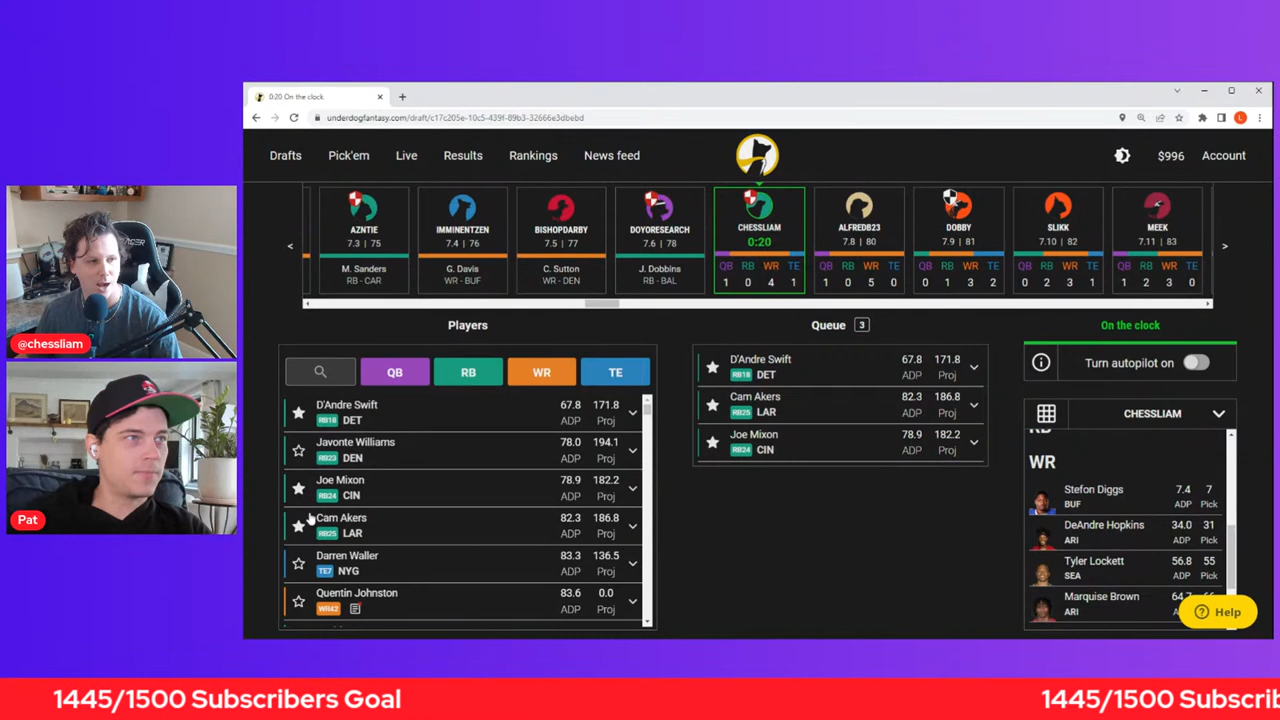 0:20 On the clock
underdogfantasy.com/draft/c17c205e-10c5-439f-89b3-32666e3dbebd
Drafts Pick'em Live Results Rankings News feed $996 Account
AZNTIE
7.3 | 75
M. Sanders
RB - CAR
IMMINENTZEN
7.4 | 76
G. Davis
WR - BUF
BISHOPDARBY
7.5 | 77
C. Sutton
WR - DEN
DOYORESEARCH
7.6 | 78
J. Dobbins
RB - BAL
CHESSLIAM
0:20
QB RB WR TE
1 0 4 1
ALFREDB23
7.8 | 80
QB RB WR TE
1 0 5 0
DOBBY
7.9 | 81
QB RB WR TE
0 1 3 2
SLIKK
7.10 | 82
QB RB WR TE
0 2 3 1
MEEK
7.11 | 83
QB RB WR TE
1 2 3 0
Players
QB RB WR TE
D'Andre Swift 67.8 171.8
RB18 DET ADP Proj
Javonte Williams 78.0 194.1
RB23 DEN ADP Proj
Joe Mixon 78.9 182.2
RB24 CIN ADP Proj
Cam Akers 82.3 186.8
RB25 LAR ADP Proj
Darren Waller 83.3 136.5
TE7 NYG ADP Proj
Quentin Johnston 83.6 0.0
WR42 ADP Proj
Queue 3
D'Andre Swift 67.8 171.8
RB18 DET ADP Proj
Cam Akers 82.3 186.8
RB25 LAR ADP Proj
Joe Mixon 78.9 182.2
RB24 CIN ADP Proj
On the clock
Turn autopilot on
CHESSLIAM
WR
Stefon Diggs 7.4 7
BUF ADP Pick
DeAndre Hopkins 34.0 31
ARI ADP Pick
Tyler Lockett 56.8 55
SEA ADP Pick
Marquise Brown
ARI
Help
@chessliam
Pat
1445/1500 Subscribers Goal
1445/1500 Subscrib